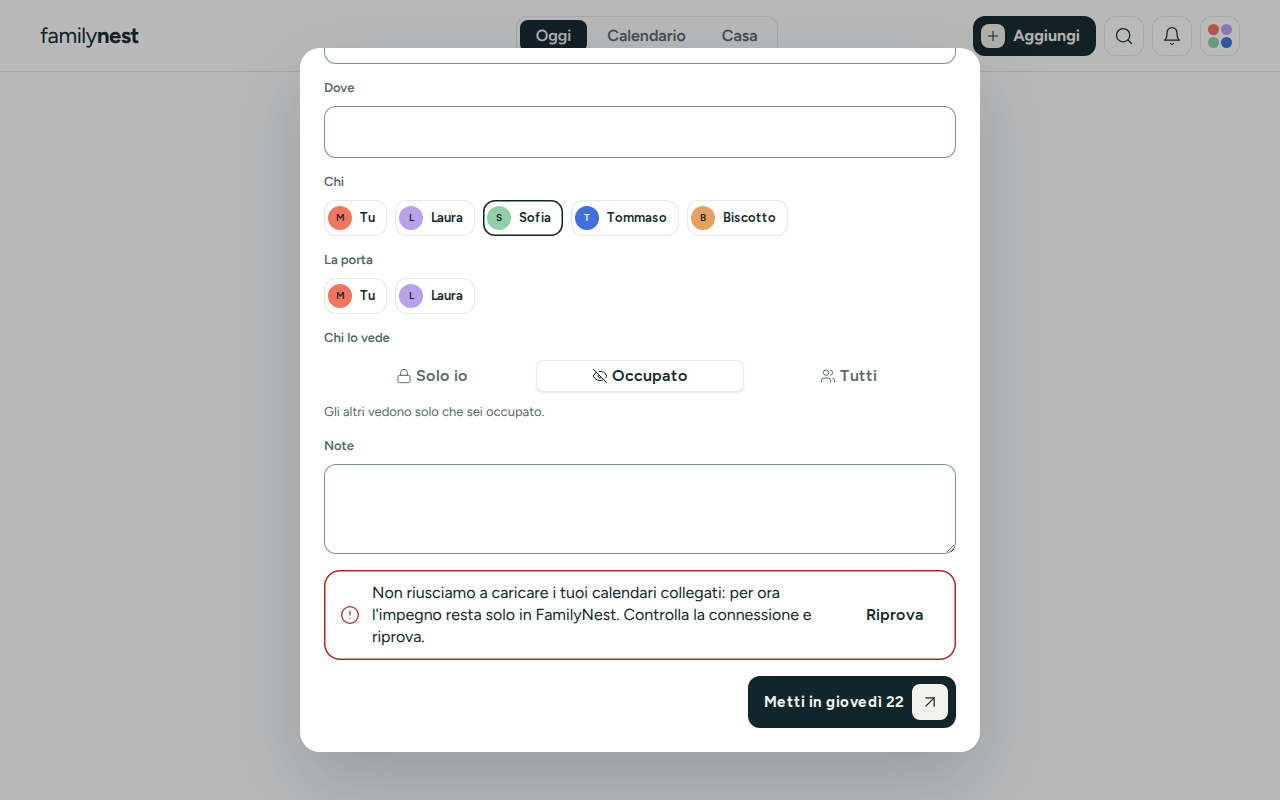 familynest
Oggi
Calendario
Casa
Aggiungi
Dove
Chi
M Tu
L Laura
S Sofia
T Tommaso
B Biscotto
La porta
M Tu
L Laura
Chi lo vede
Solo io
Occupato
Tutti
Gli altri vedono solo che sei occupato.
Note
Non riusciamo a caricare i tuoi calendari collegati: per ora
l'impegno resta solo in FamilyNest. Controlla la connessione e
riprova.
Riprova
Metti in giovedì 22